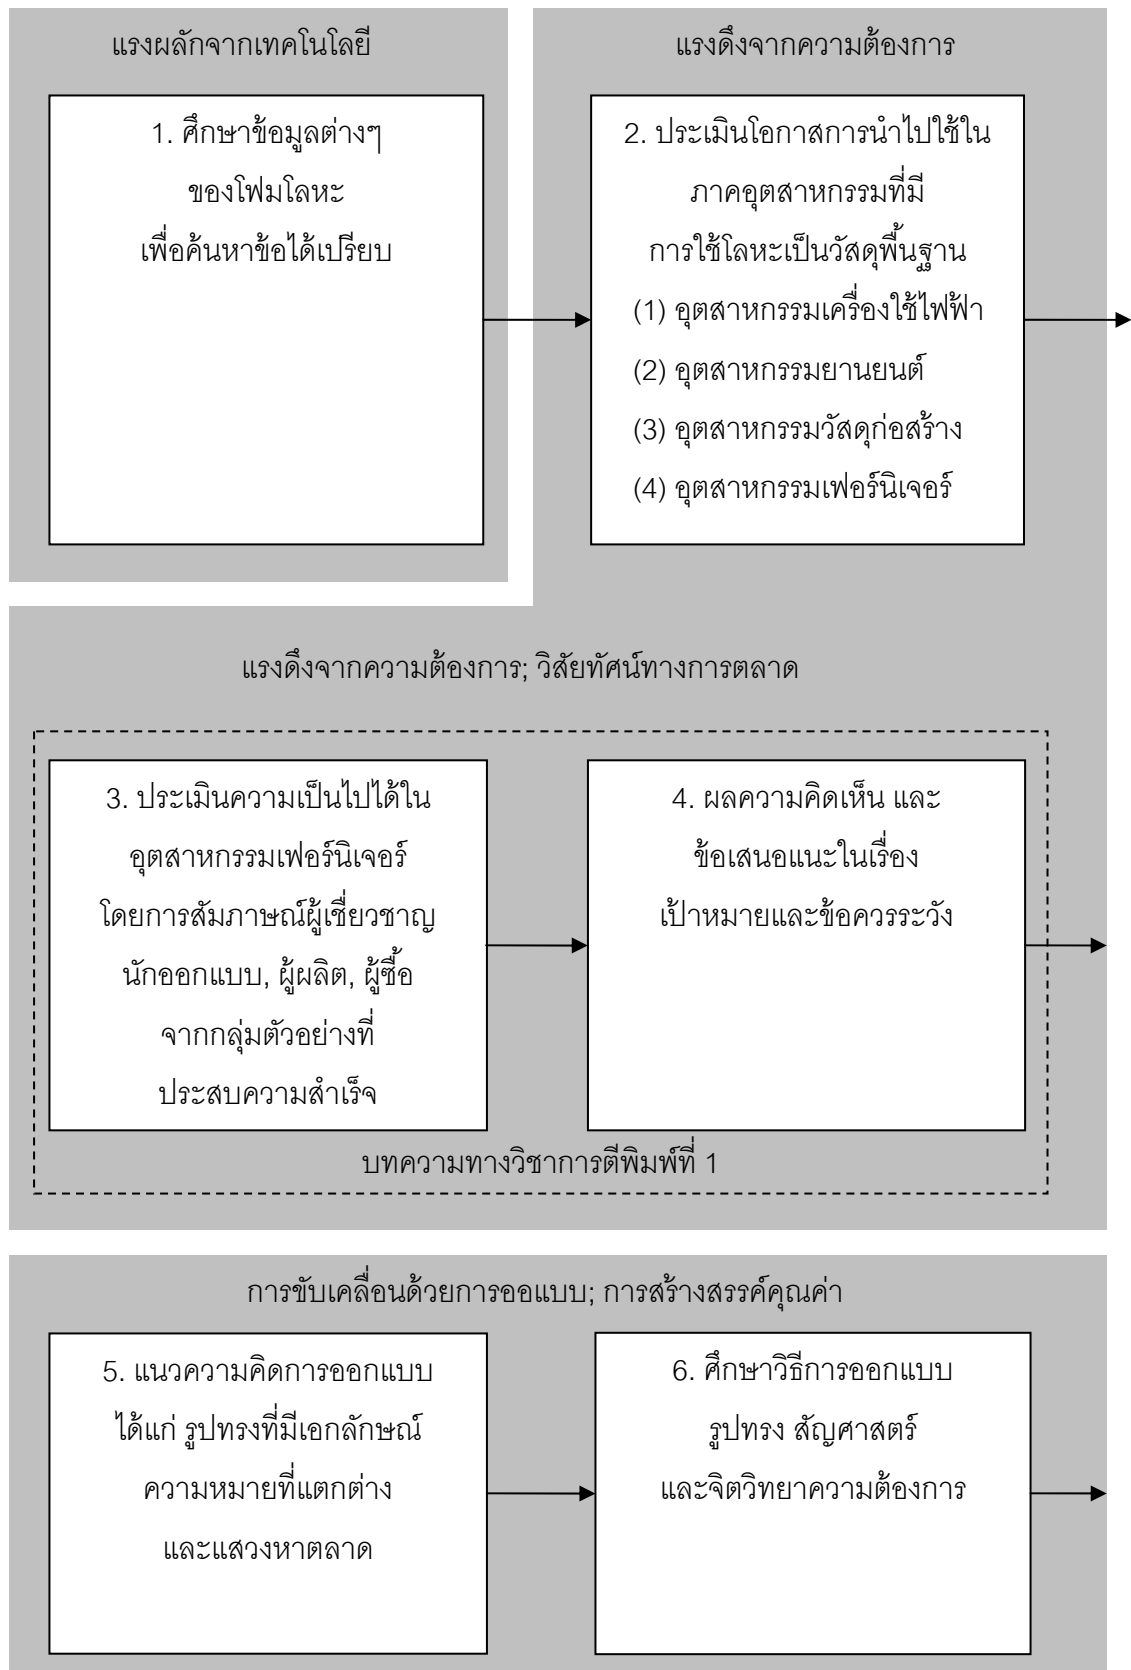 แรงผลักจากเทคโนโลยี
1. ศึกษาข้อมูลต่างๆ
ของโฟมโลหะ
เพื่อค้นหาข้อได้เปรียบ
แรงดึงจากความต้องการ
2. ประเมินโอกาสการนำไปใช้ใน
ภาคอุตสาหกรรมที่มี
การใช้โลหะเป็นวัสดุพื้นฐาน
(1) อุตสาหกรรมเครื่องใช้ไฟฟ้า
(2) อุตสาหกรรมยานยนต์
(3) อุตสาหกรรมวัสดุก่อสร้าง
(4) อุตสาหกรรมเฟอร์นิเจอร์
แรงดึงจากความต้องการ; วิสัยทัศน์ทางการตลาด
3. ประเมินความเป็นไปได้ใน
อุตสาหกรรมเฟอร์นิเจอร์
โดยการสัมภาษณ์ผู้เชี่ยวชาญ
นักออกแบบ, ผู้ผลิต, ผู้ซื้อ
จากกลุ่มตัวอย่างที่
ประสบความสำเร็จ
4. ผลความคิดเห็น และ
ข้อเสนอแนะในเรื่อง
เป้าหมายและข้อควรระวัง
บทความทางวิชาการตีพิมพ์ที่ 1
การขับเคลื่อนด้วยการออแบบ; การสร้างสรรค์คุณค่า
5. แนวความคิดการออกแบบ
ได้แก่ รูปทรงที่มีเอกลักษณ์
ความหมายที่แตกต่าง
และแสวงหาตลาด
6. ศึกษาวิธีการออกแบบ
รูปทรง สัญศาสตร์
และจิตวิทยาความต้องการ